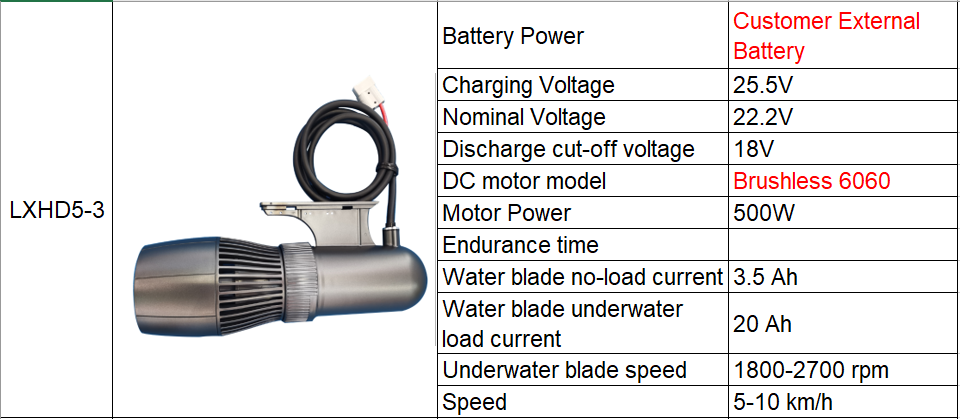 LXHD5-3
Battery Power
Customer External
Battery
Charging Voltage
25.5V
Nominal Voltage
22.2V
Discharge cut-off voltage
18V
DC motor model
Brushless 6060
Motor Power
500W
Endurance time
Water blade no-load current
3.5 Ah
Water blade underwater
load current
20 Ah
Underwater blade speed
1800-2700 rpm
Speed
5-10 km/h